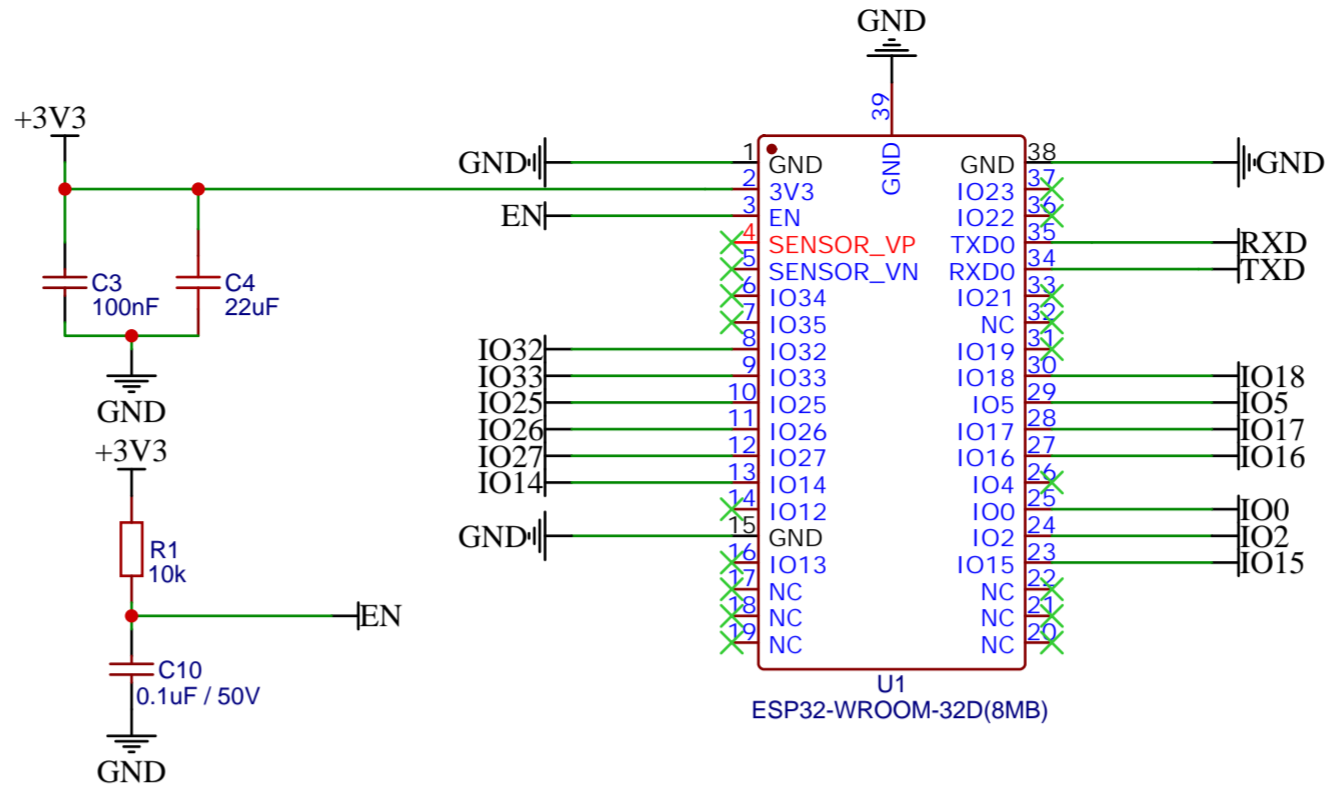 GND
39
+3V3
GND 1 GND GND GND 38 GND
2 3V3 IO23 37
EN 3 EN IO22 36
4 SENSOR_VP TXD0 35 RXD
5 SENSOR_VN RXD0 34 TXD
C3 C4
100nF 22uF
6 IO34 IO21 33
7 IO35 NC 32
IO32 8 IO32 IO19 31
IO33 9 IO33 IO18 30 IO18
IO25 10 IO25 IO5 29 IO5
GND
IO26 11 IO26 IO17 28 IO17
+3V3
IO27 12 IO27 IO16 27 IO16
IO14 13 IO14 IO4 26
14 IO12 IO0 25 IO0
GND 15 GND IO2 24 IO2
R1
10k
16 IO13 IO15 23 IO15
17 NC NC 22
18 NC NC 21
EN
19 NC NC 20
C10
0.1uF / 50V
U1
ESP32-WROOM-32D(8MB)
GND